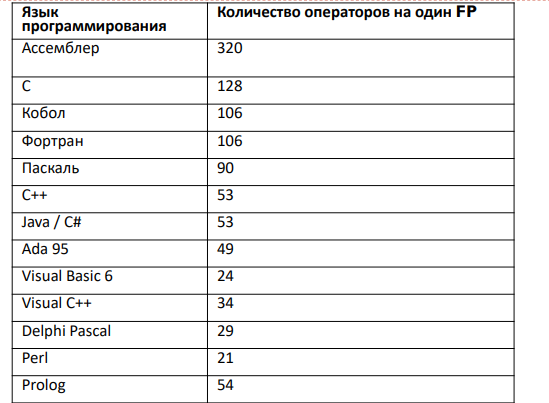 Язык Количество операторов на один FP
программирования
Ассемблер 320
С 128
Кобол 106
Фортран 106
Паскаль 90
С++ 53
Java / C# 53
Ada 95 49
Visual Basic 6 24
Visual C++ 34
Delphi Pascal 29
Perl 21
Prolog 54